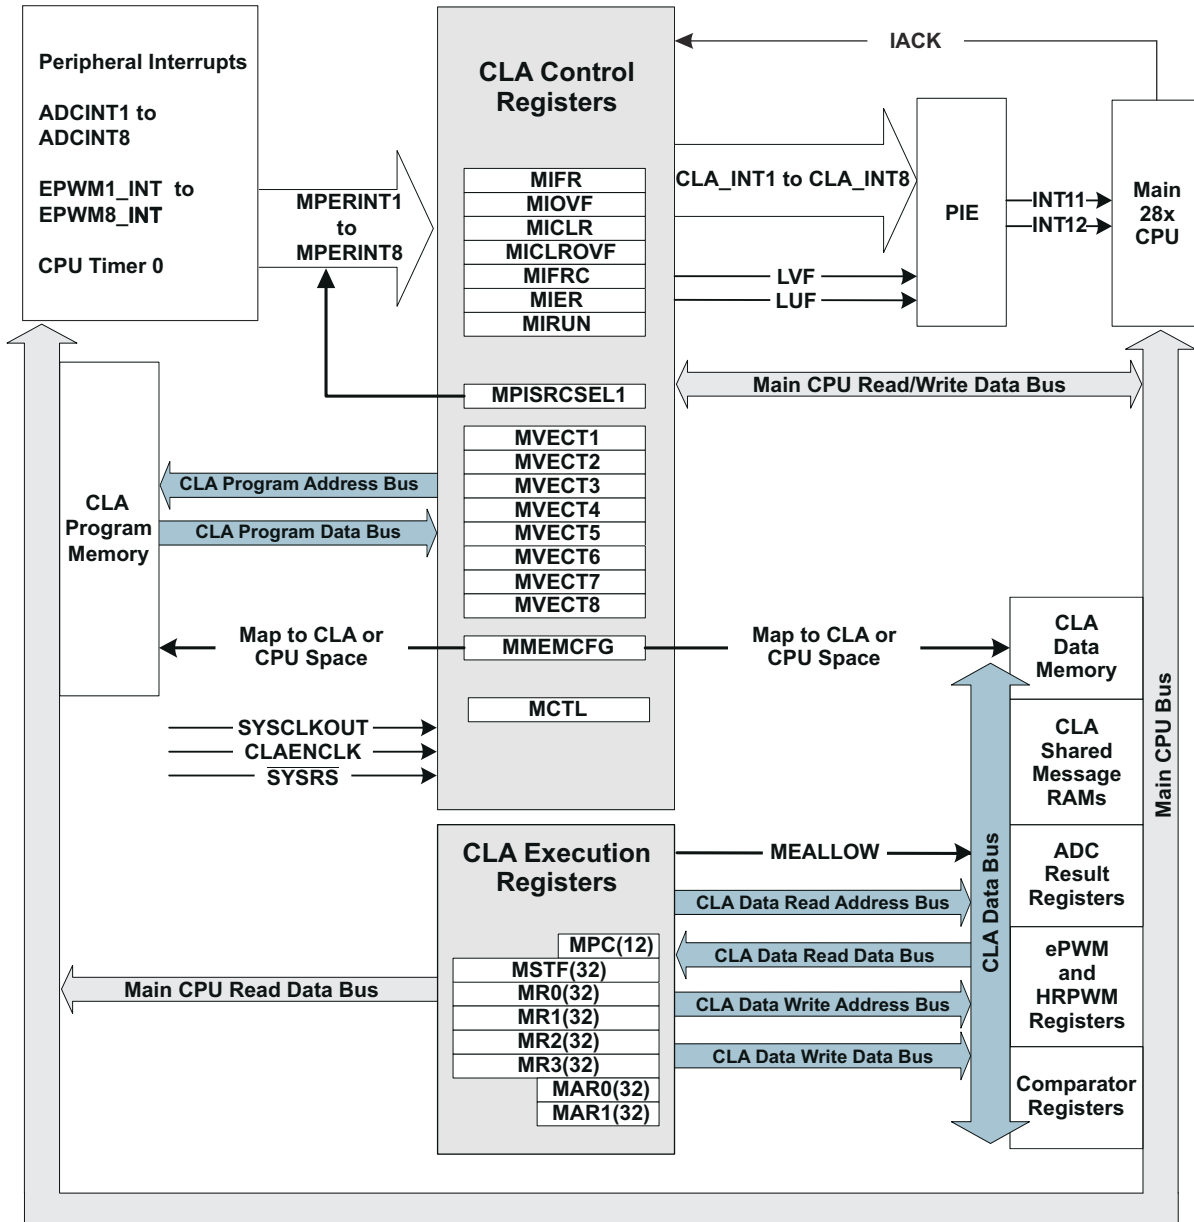 Peripheral Interrupts
ADCINT1 to
ADCINT8
EPWM1_INT to
EPWM8_INT
CPU Timer 0
MPERINT1
to
MPERINT8
CLA Control
Registers
MIFR
MIOVF
MICLR
MICLROVF
MIFRC
MIER
MIRUN
MPISRCSEL1
MVECT1
MVECT2
MVECT3
MVECT4
MVECT5
MVECT6
MVECT7
MVECT8
MMEMCFG
MCTL
IACK
CLA_INT1 to CLA_INT8
LVF
LUF
PIE
INT11
INT12
Main
28x
CPU
Main CPU Read/Write Data Bus
CLA
Program
Memory
CLA Program Address Bus
CLA Program Data Bus
Map to CLA or
CPU Space
Map to CLA or
CPU Space
SYSCLKOUT
CLAENCLK
SYSRS
CLA
Data
Memory
CLA
Shared
Message
RAMs
ADC
Result
Registers
ePWM
and
HRPWM
Registers
Comparator
Registers
Main CPU Bus
CLA Data Bus
CLA Execution
Registers
MPC(12)
MSTF(32)
MR0(32)
MR1(32)
MR2(32)
MR3(32)
MAR0(32)
MAR1(32)
MEALLOW
CLA Data Read Address Bus
CLA Data Read Data Bus
CLA Data Write Address Bus
CLA Data Write Data Bus
Main CPU Read Data Bus